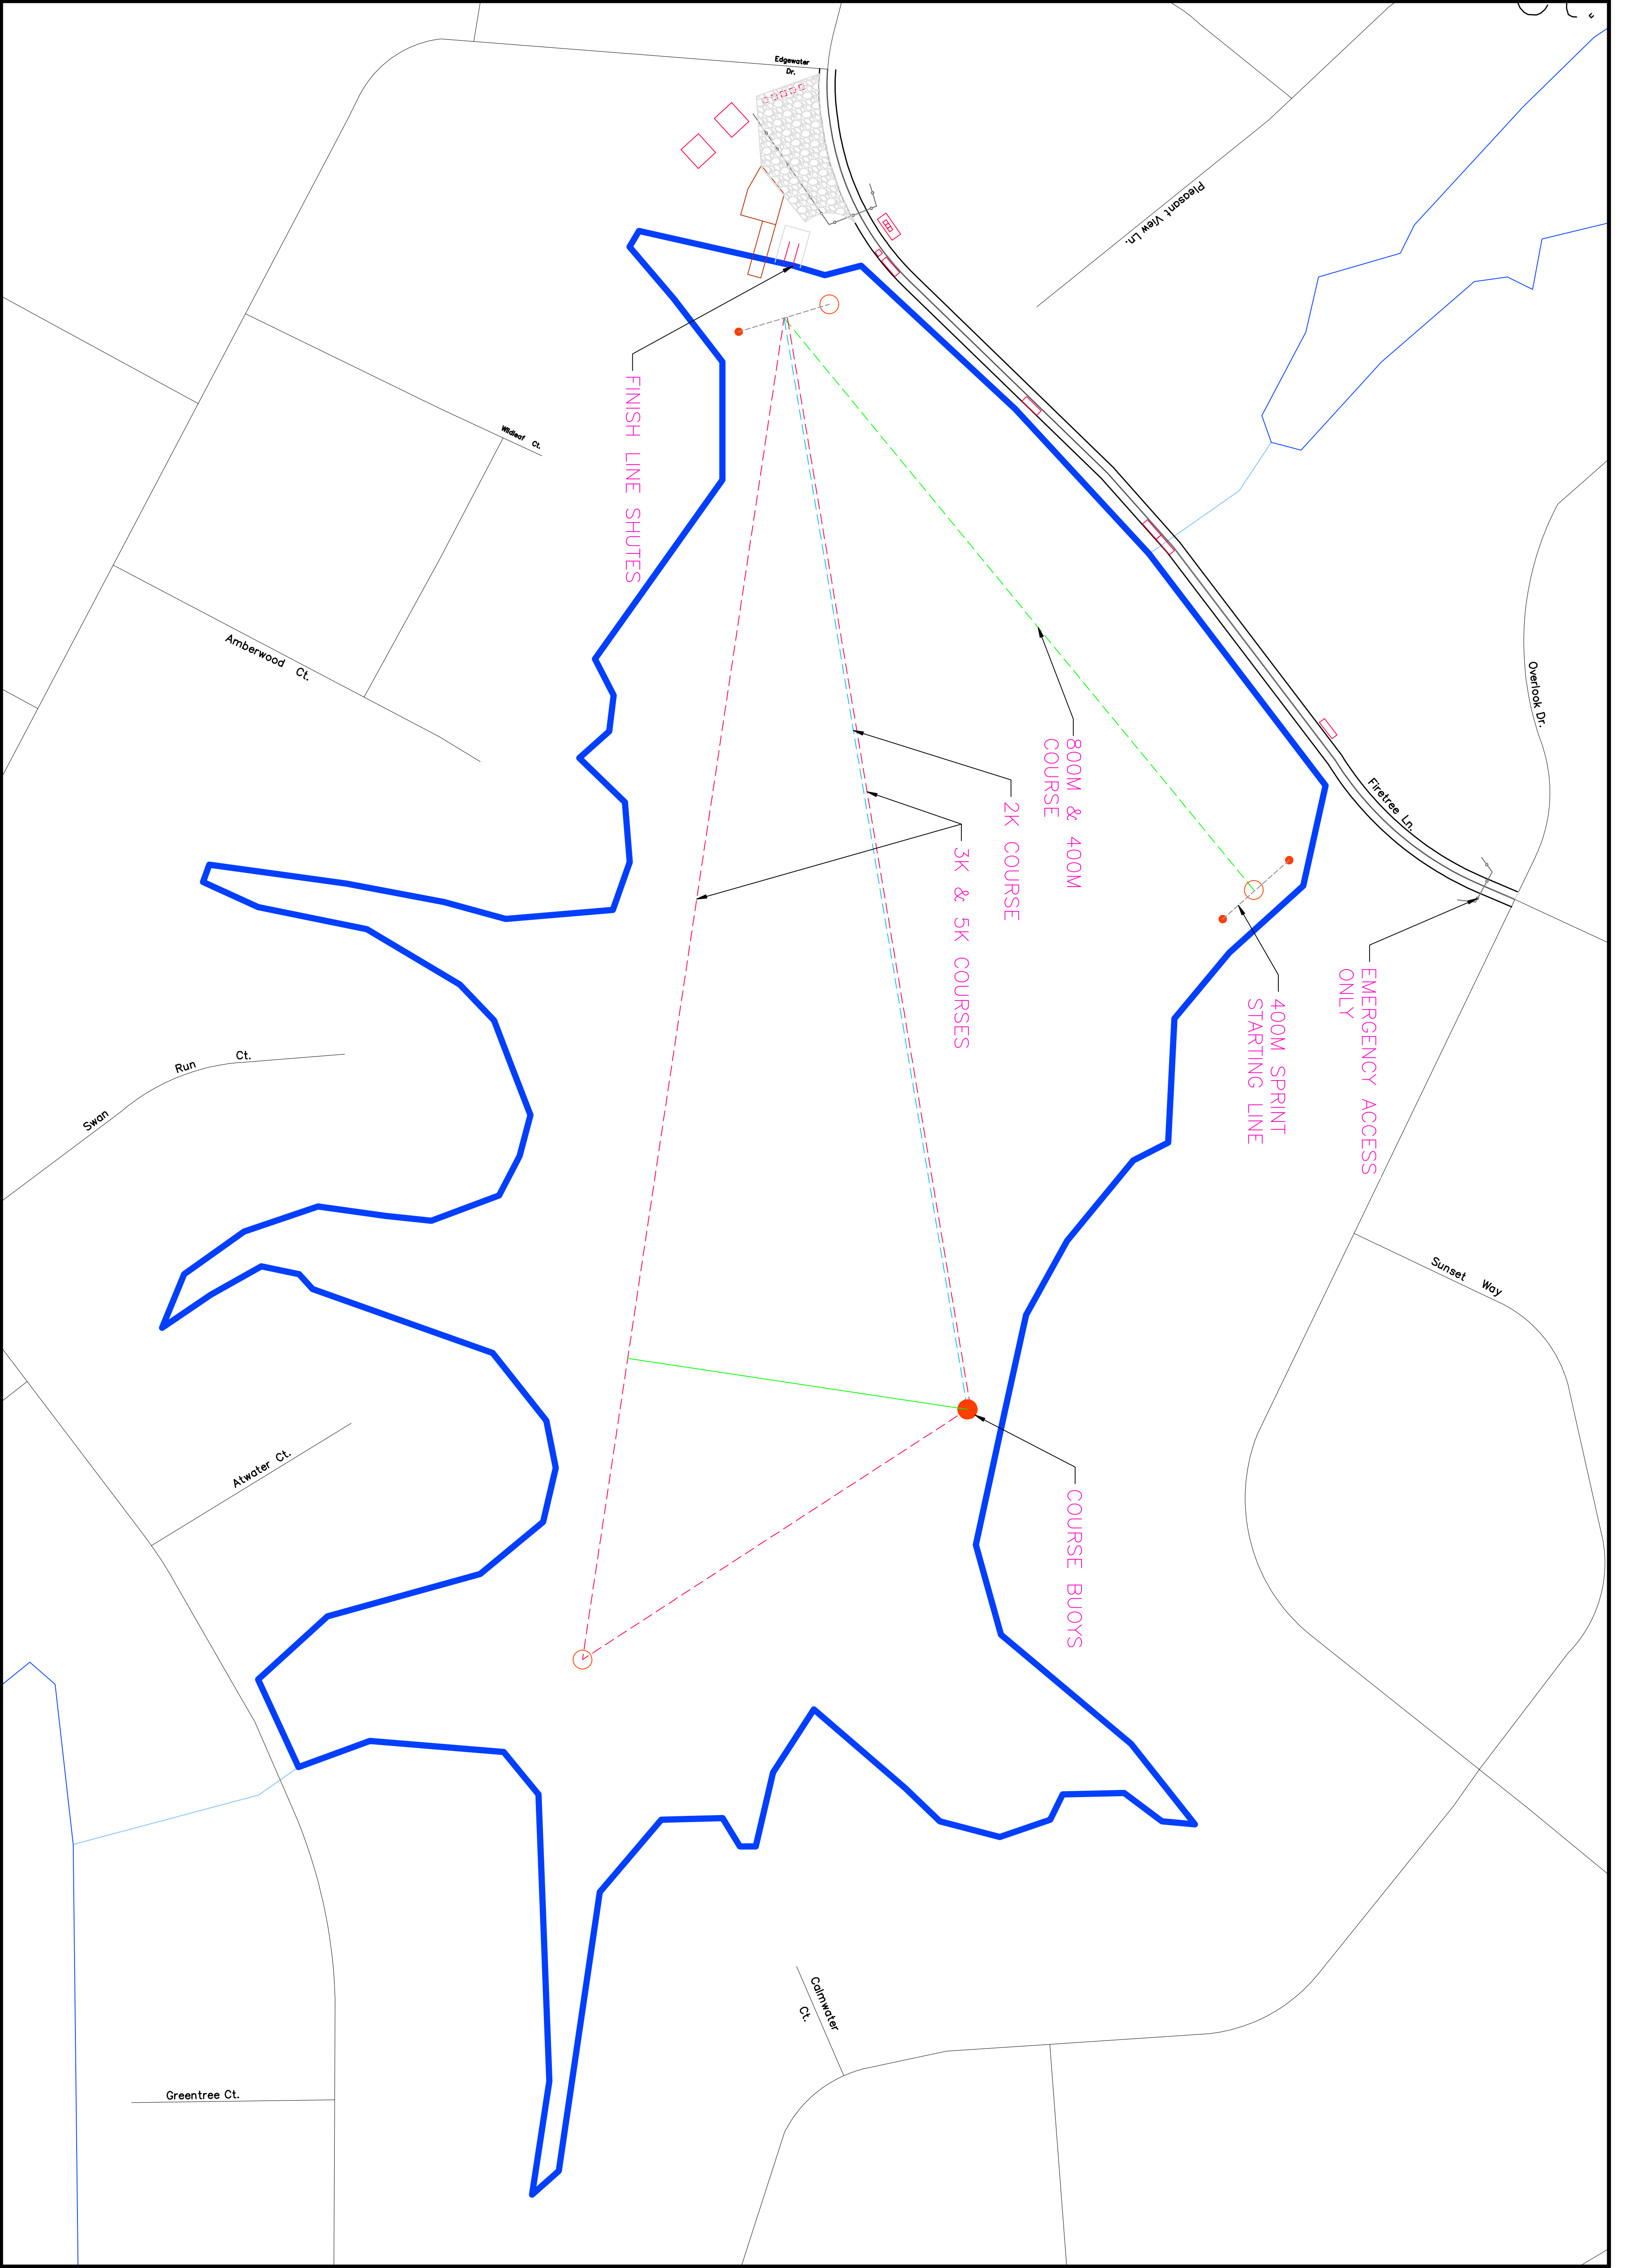 Edgewater
Dr.
Pleasant View Ln.
Wildleaf Ct.
FINISH LINE SHUTES
Amberwood Ct.
Overlook Dr.
Firetree Ln.
800M & 400M
COURSE
2K COURSE
3K & 5K COURSES
EMERGENCY ACCESS
ONLY
400M SPRINT
STARTING LINE
Swan Run Ct.
Sunset Way
Atwater Ct.
COURSE BUOYS
Calmwater
Ct.
Greentree Ct.